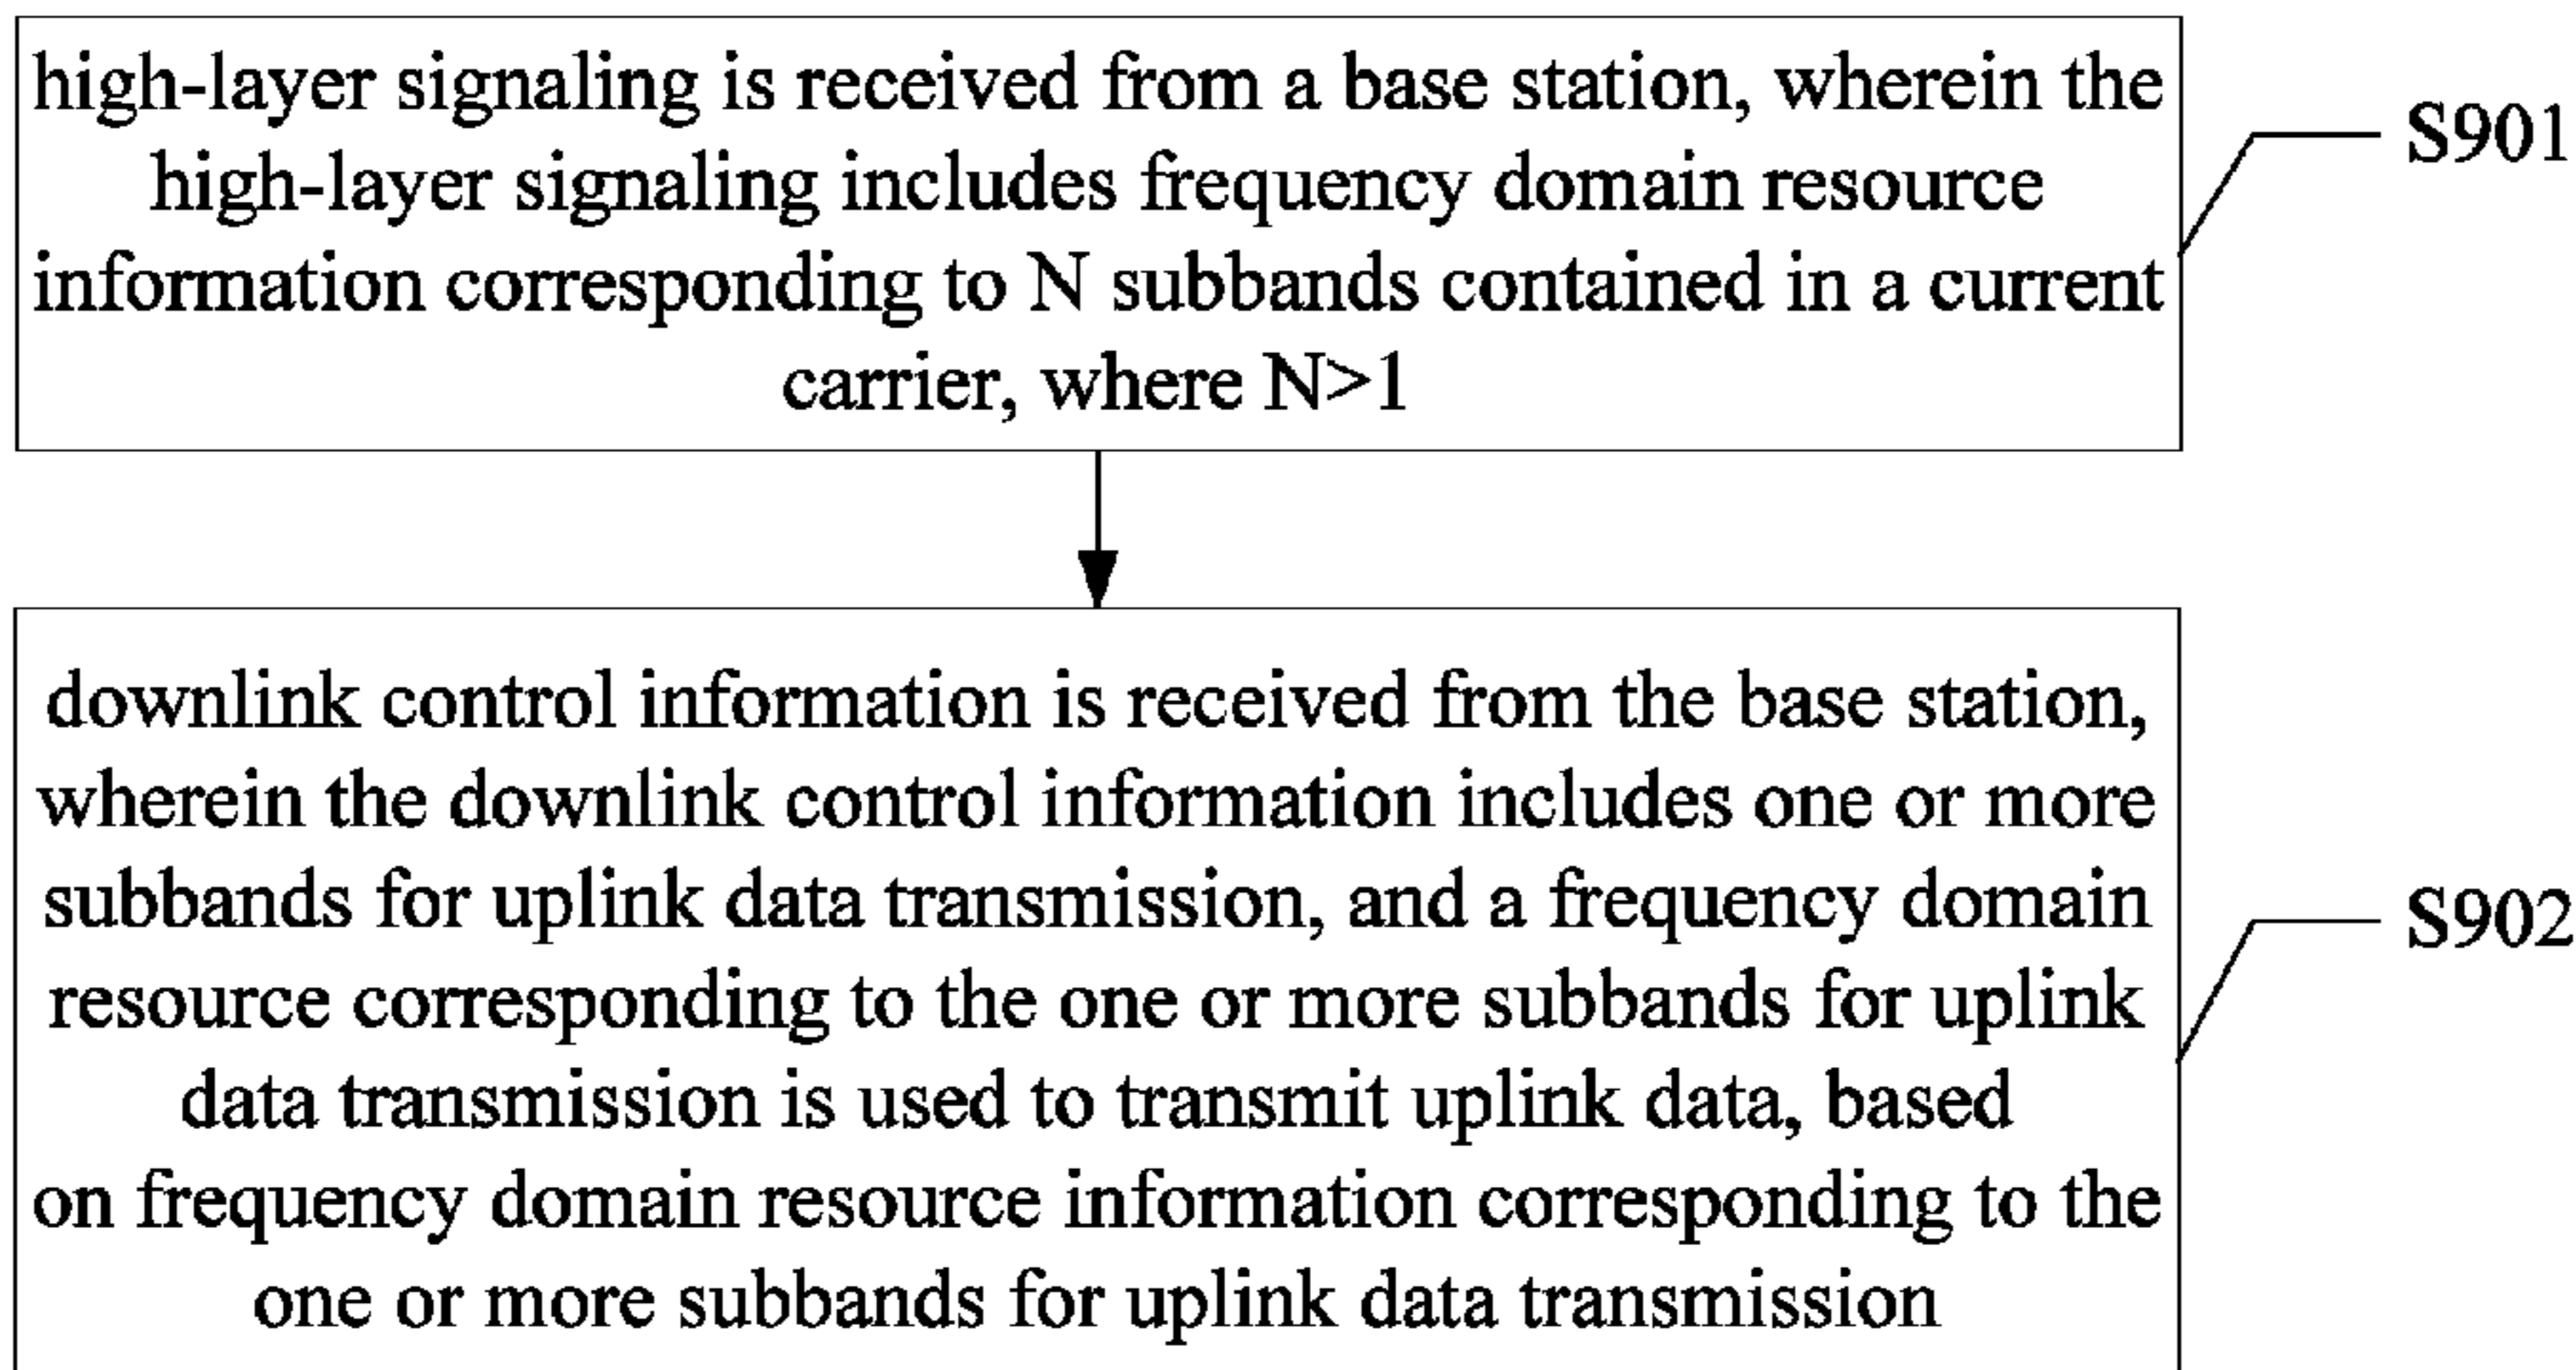 high-layer signaling is received from a base station, wherein the
high-layer signaling includes frequency domain resource
information corresponding to N subbands contained in a current
carrier, where N>1
S901
downlink control information is received from the base station,
wherein the downlink control information includes one or more
subbands for uplink data transmission, and a frequency domain
resource corresponding to the one or more subbands for uplink
data transmission is used to transmit uplink data, based
on frequency domain resource information corresponding to the
one or more subbands for uplink data transmission
S902